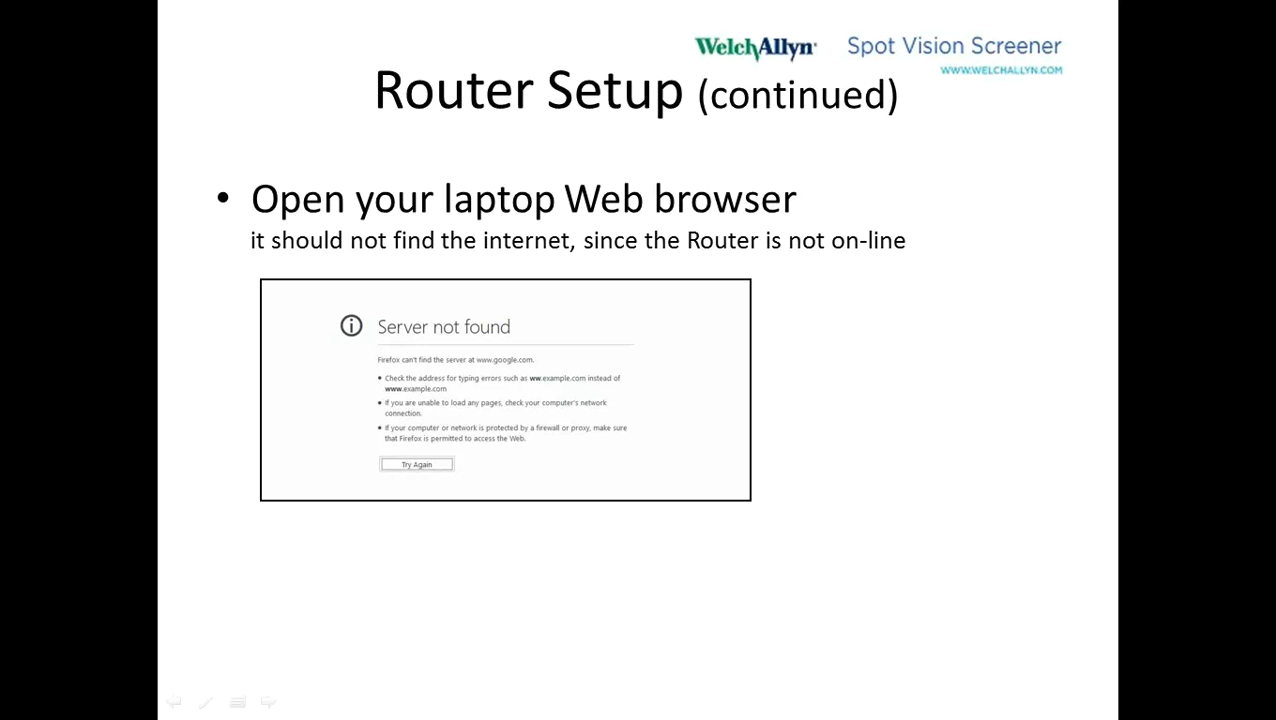 WelchAllyn® Spot Vision Screener
WWW.WELCHALLYN.COM
Router Setup (continued)
• Open your laptop Web browser
it should not find the internet, since the Router is not on-line
Server not found
Firefox can't find the server at www.google.com.
• Check the address for typing errors such as ww.example.com instead of
www.example.com
• If you are unable to load any pages, check your computer's network
connection.
• If your computer or network is protected by a firewall or proxy, make sure
that Firefox is permitted to access the Web.
Try Again